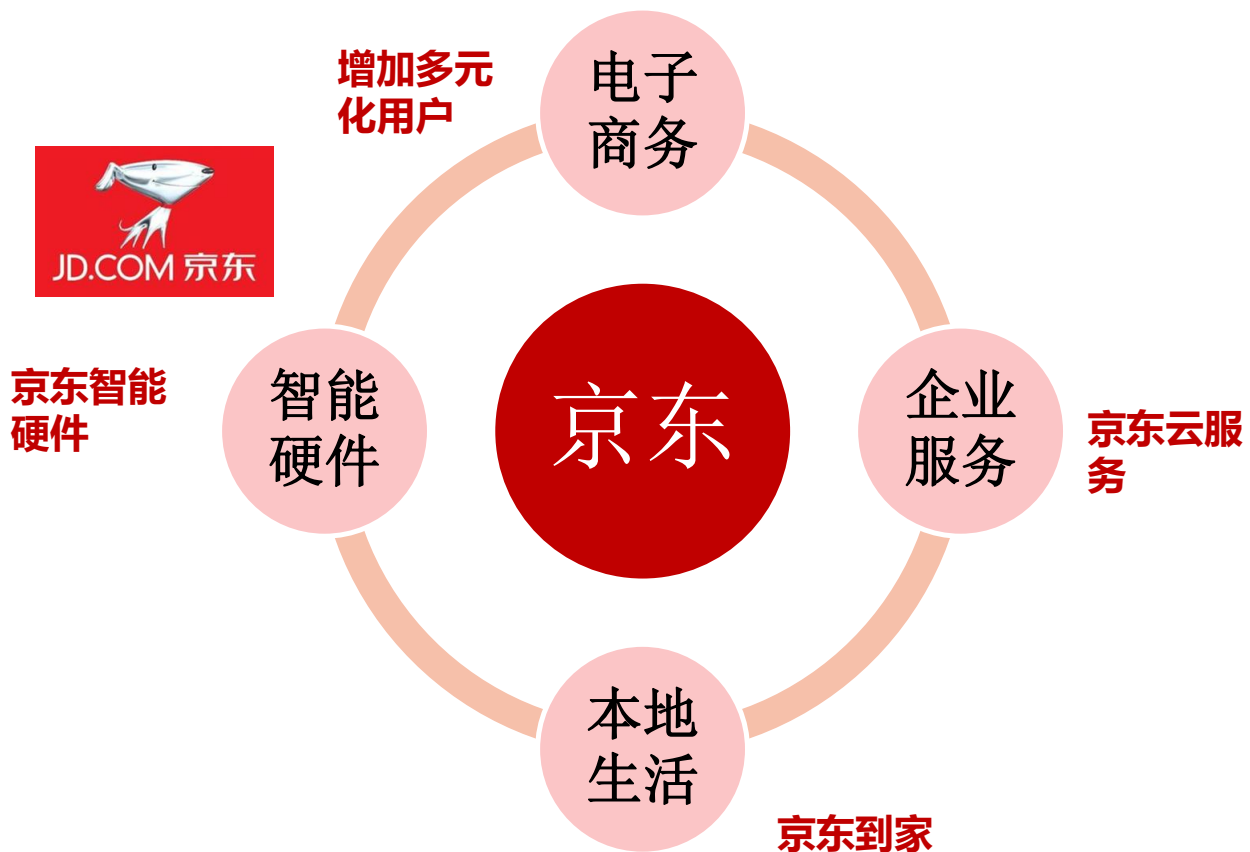 增加多元
化用户
电子
商务
JD.COM 京东
京东智能
硬件
智能
硬件
京东
企业
服务
京东云服
务
本地
生活
京东到家